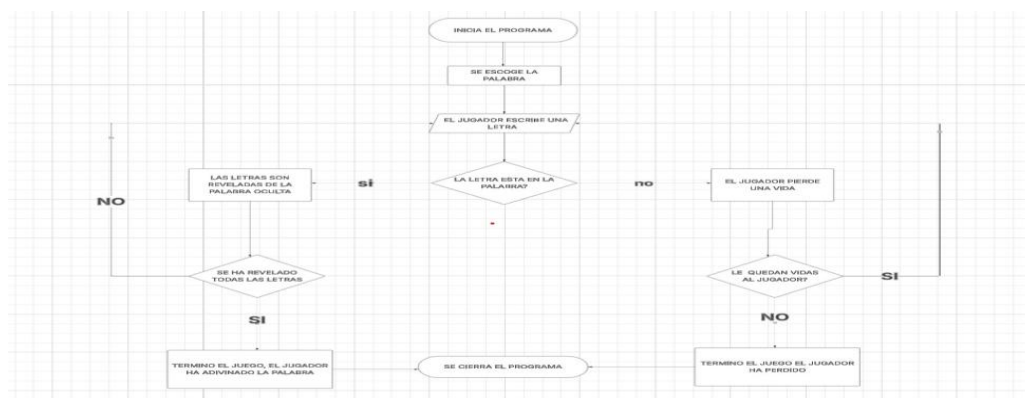 INICIA EL PROGRAMA
SE ESCOGE LA
PALABRA
EL JUGADOR ESCRIBE UNA
LETRA
LA LETRA ESTA EN LA
PALABRA?
si
no
LAS LETRAS SON
REVELADAS DE LA
PALABRA OCULTA
EL JUGADOR PIERDE
UNA VIDA
NO
SE HA REVELADO
TODAS LAS LETRAS
LE QUEDAN VIDAS
AL JUGADOR?
SI
SI
NO
TERMINO EL JUEGO, EL JUGADOR
HA ADIVINADO LA PALABRA
SE CIERRA EL PROGRAMA
TERMINO EL JUEGO EL JUGADOR
HA PERDIDO